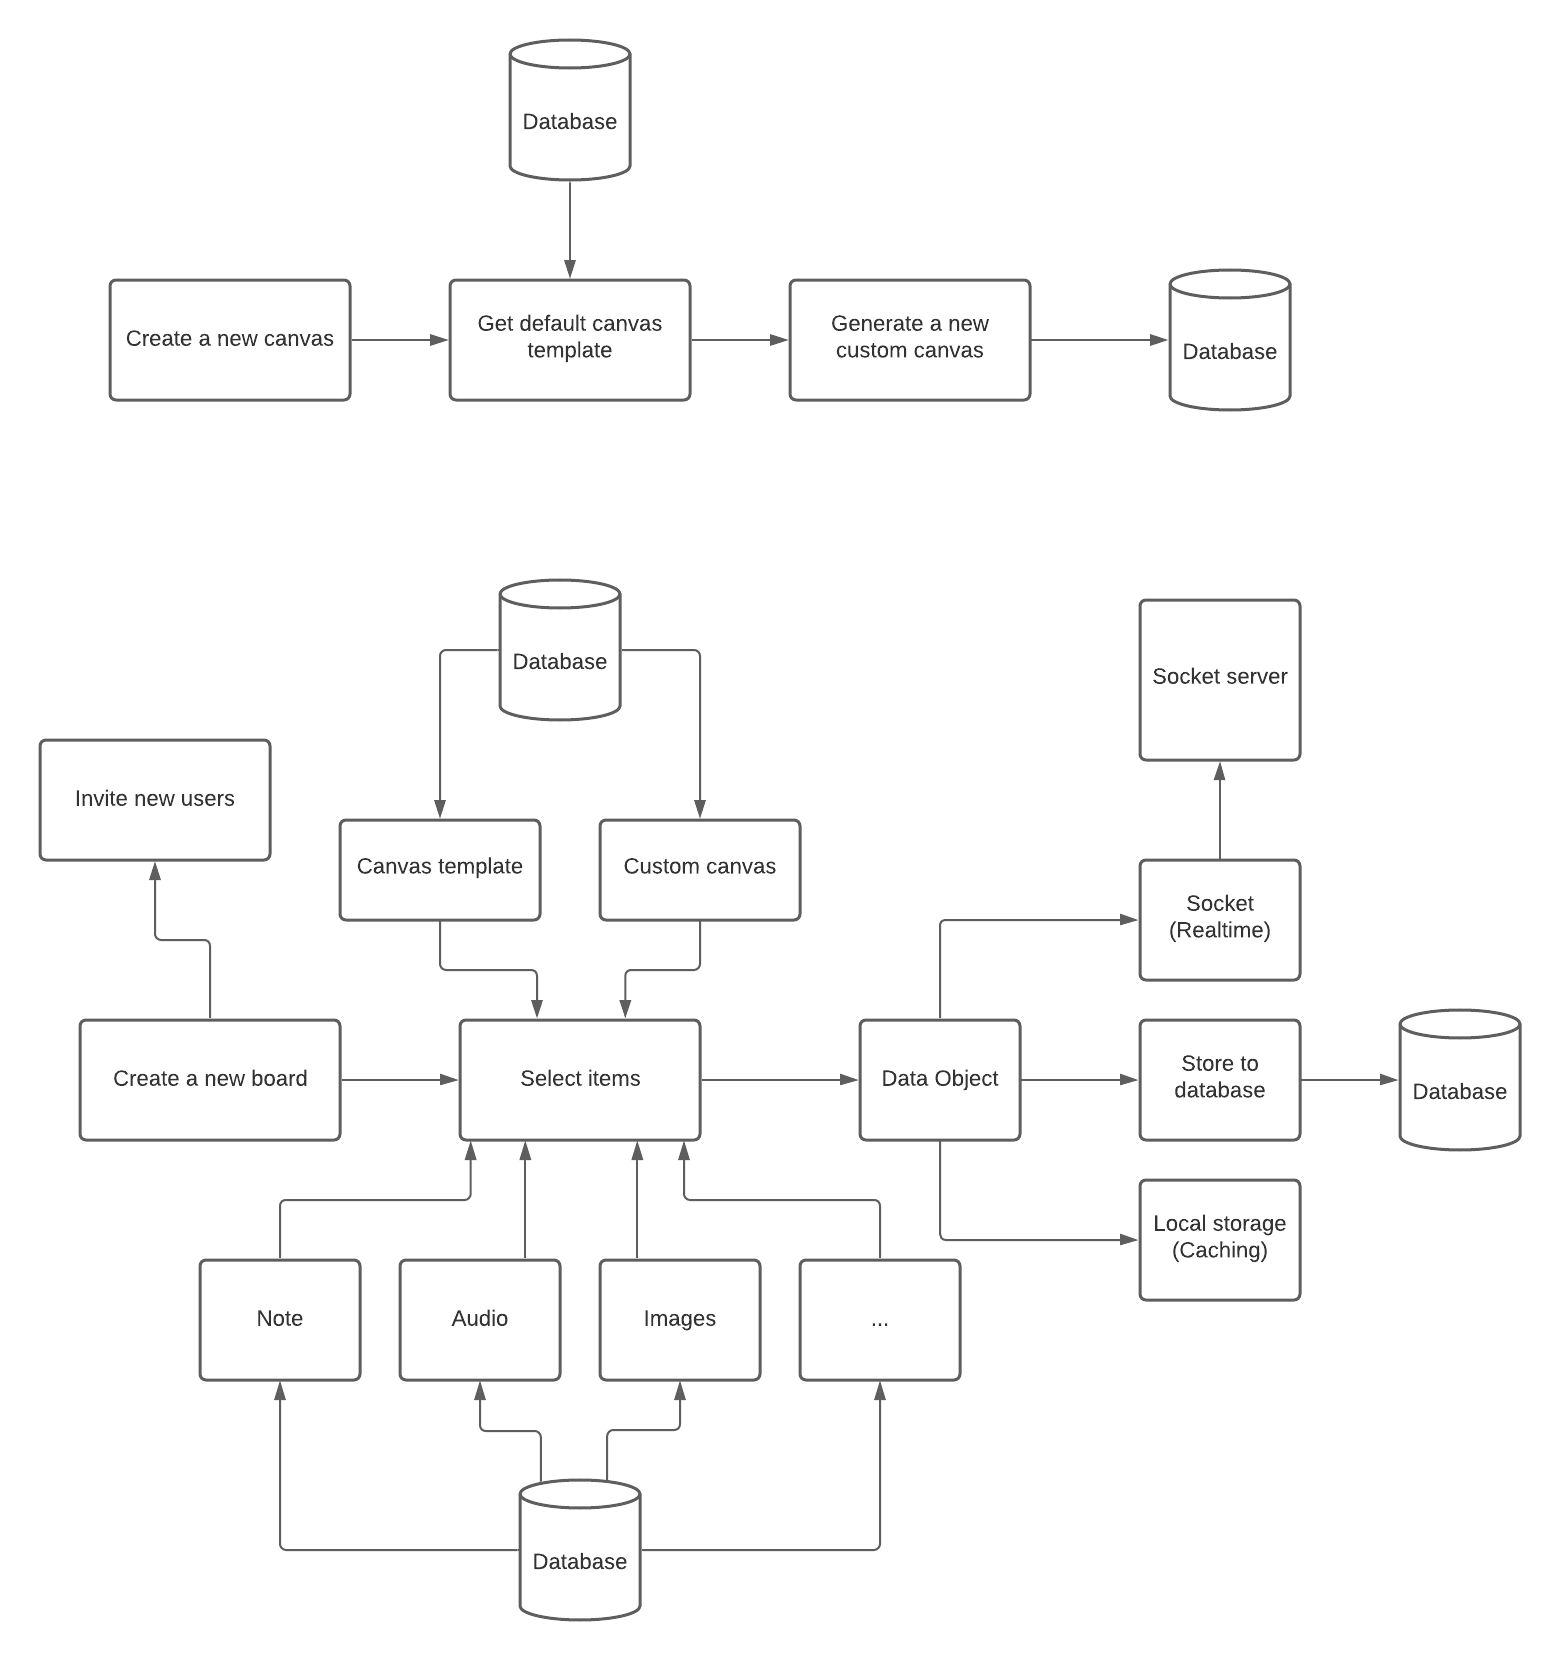 Database
Create a new canvas
Get default canvas
template
Generate a new
custom canvas
Database
Database
Socket server
Invite new users
Canvas template
Custom canvas
Socket
(Realtime)
Create a new board
Select items
Data Object
Store to
database
Database
Local storage
(Caching)
Note
Audio
Images
...
Database